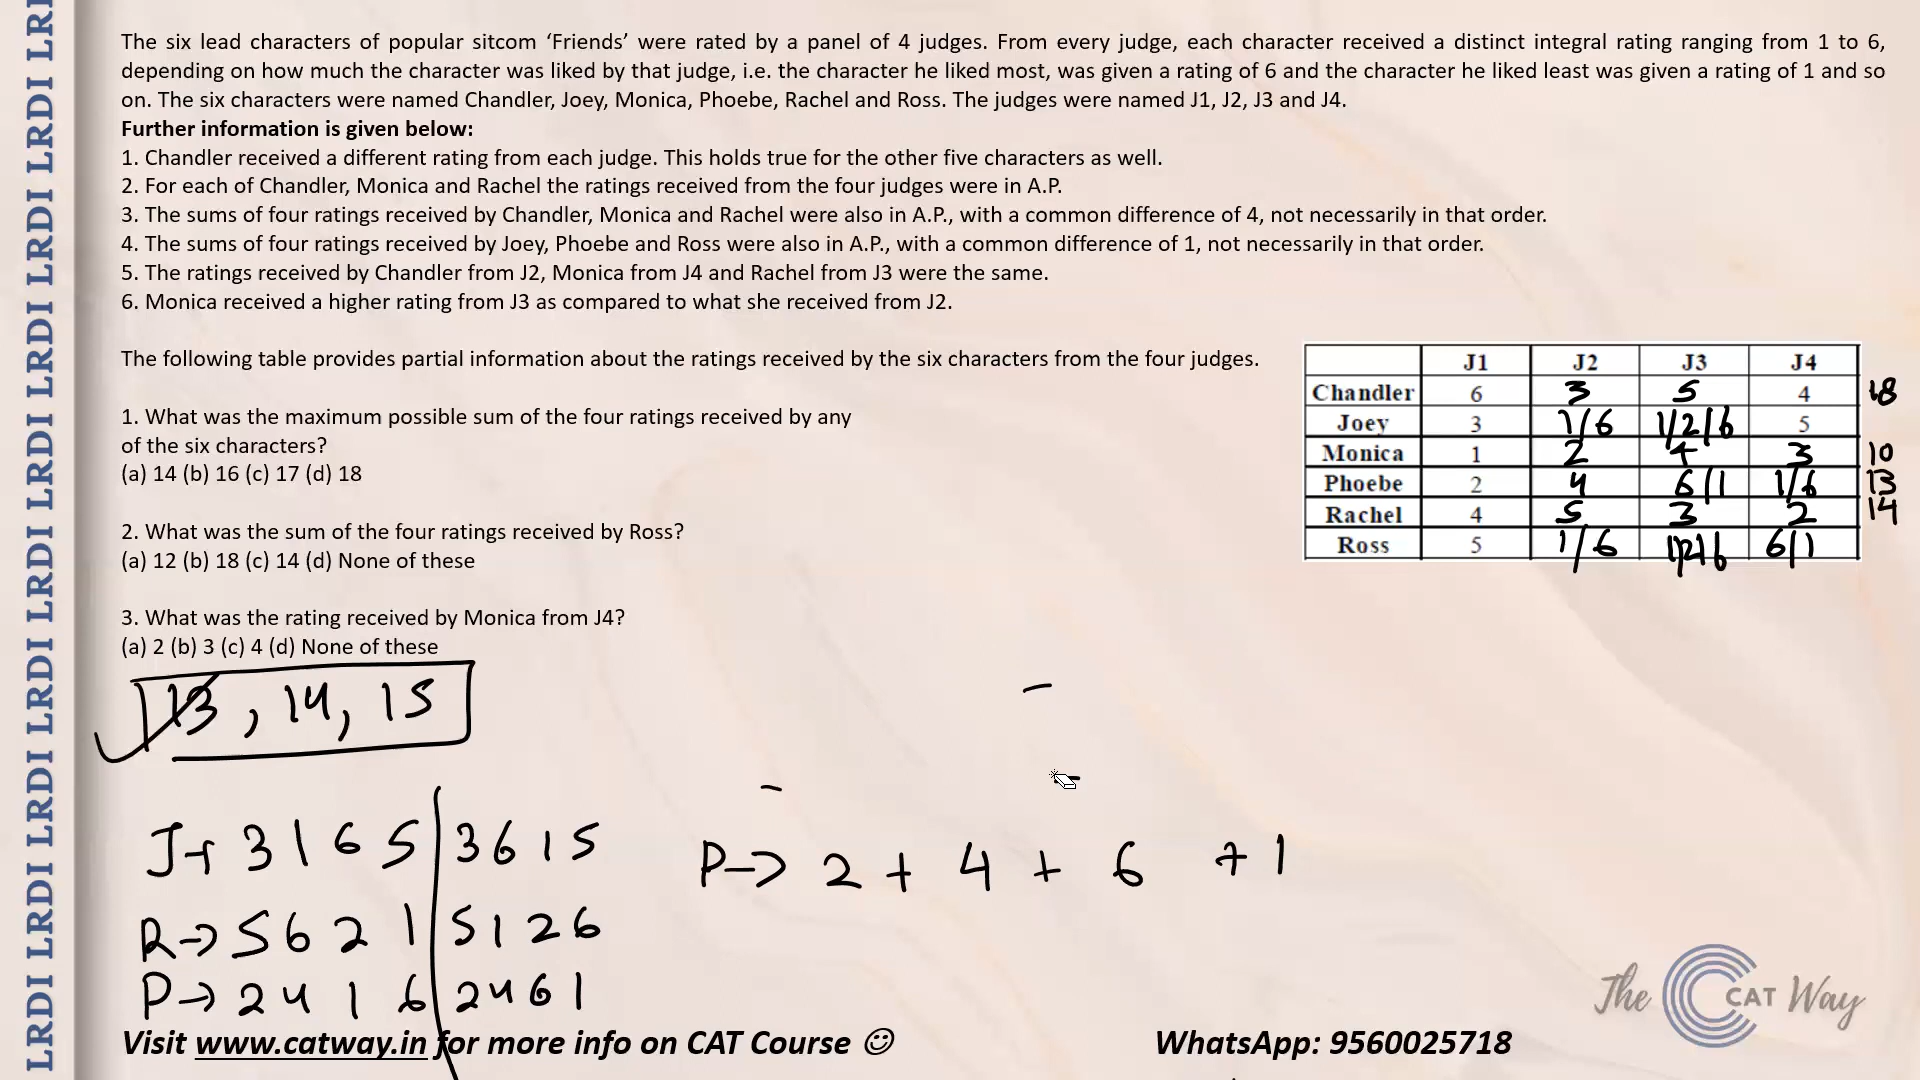 LRDI LRDI LRDI LRDI LRDI LRDI LRDI LRDI LRDI LRDI LRI
The six lead characters of popular sitcom ‘Friends’ were rated by a panel of 4 judges. From every judge, each character received a distinct integral rating ranging from 1 to 6,
depending on how much the character was liked by that judge, i.e. the character he liked most, was given a rating of 6 and the character he liked least was given a rating of 1 and so
on. The six characters were named Chandler, Joey, Monica, Phoebe, Rachel and Ross. The judges were named J1, J2, J3 and J4.
Further information is given below:
1. Chandler received a different rating from each judge. This holds true for the other five characters as well.
2. For each of Chandler, Monica and Rachel the ratings received from the four judges were in A.P.
3. The sums of four ratings received by Chandler, Monica and Rachel were also in A.P., with a common difference of 4, not necessarily in that order.
4. The sums of four ratings received by Joey, Phoebe and Ross were also in A.P., with a common difference of 1, not necessarily in that order.
5. The ratings received by Chandler from J2, Monica from J4 and Rachel from J3 were the same.
6. Monica received a higher rating from J3 as compared to what she received from J2.
The following table provides partial information about the ratings received by the six characters from the four judges.
J1 J2 J3 J4
Chandler 6 3 5 4 18
Joey 3 1/6 1/2/6 5
Monica 1 2 4 3 10
Phoebe 2 4 6/1 1/6 13
Rachel 4 5 3 2 14
Ross 5 1/6 1/2/6 6/1
1. What was the maximum possible sum of the four ratings received by any
of the six characters?
(a) 14 (b) 16 (c) 17 (d) 18
2. What was the sum of the four ratings received by Ross?
(a) 12 (b) 18 (c) 14 (d) None of these
3. What was the rating received by Monica from J4?
(a) 2 (b) 3 (c) 4 (d) None of these
13, 14, 15
J→ 3 1 6 5 | 3 6 1 5
R→ 5 6 2 1 | 5 1 2 6
P→ 2 4 1 6 | 2 4 6 1
P→ 2 + 4 + 6 + 1
The CAT Way
Visit www.catway.in for more info on CAT Course ☺
WhatsApp: 9560025718